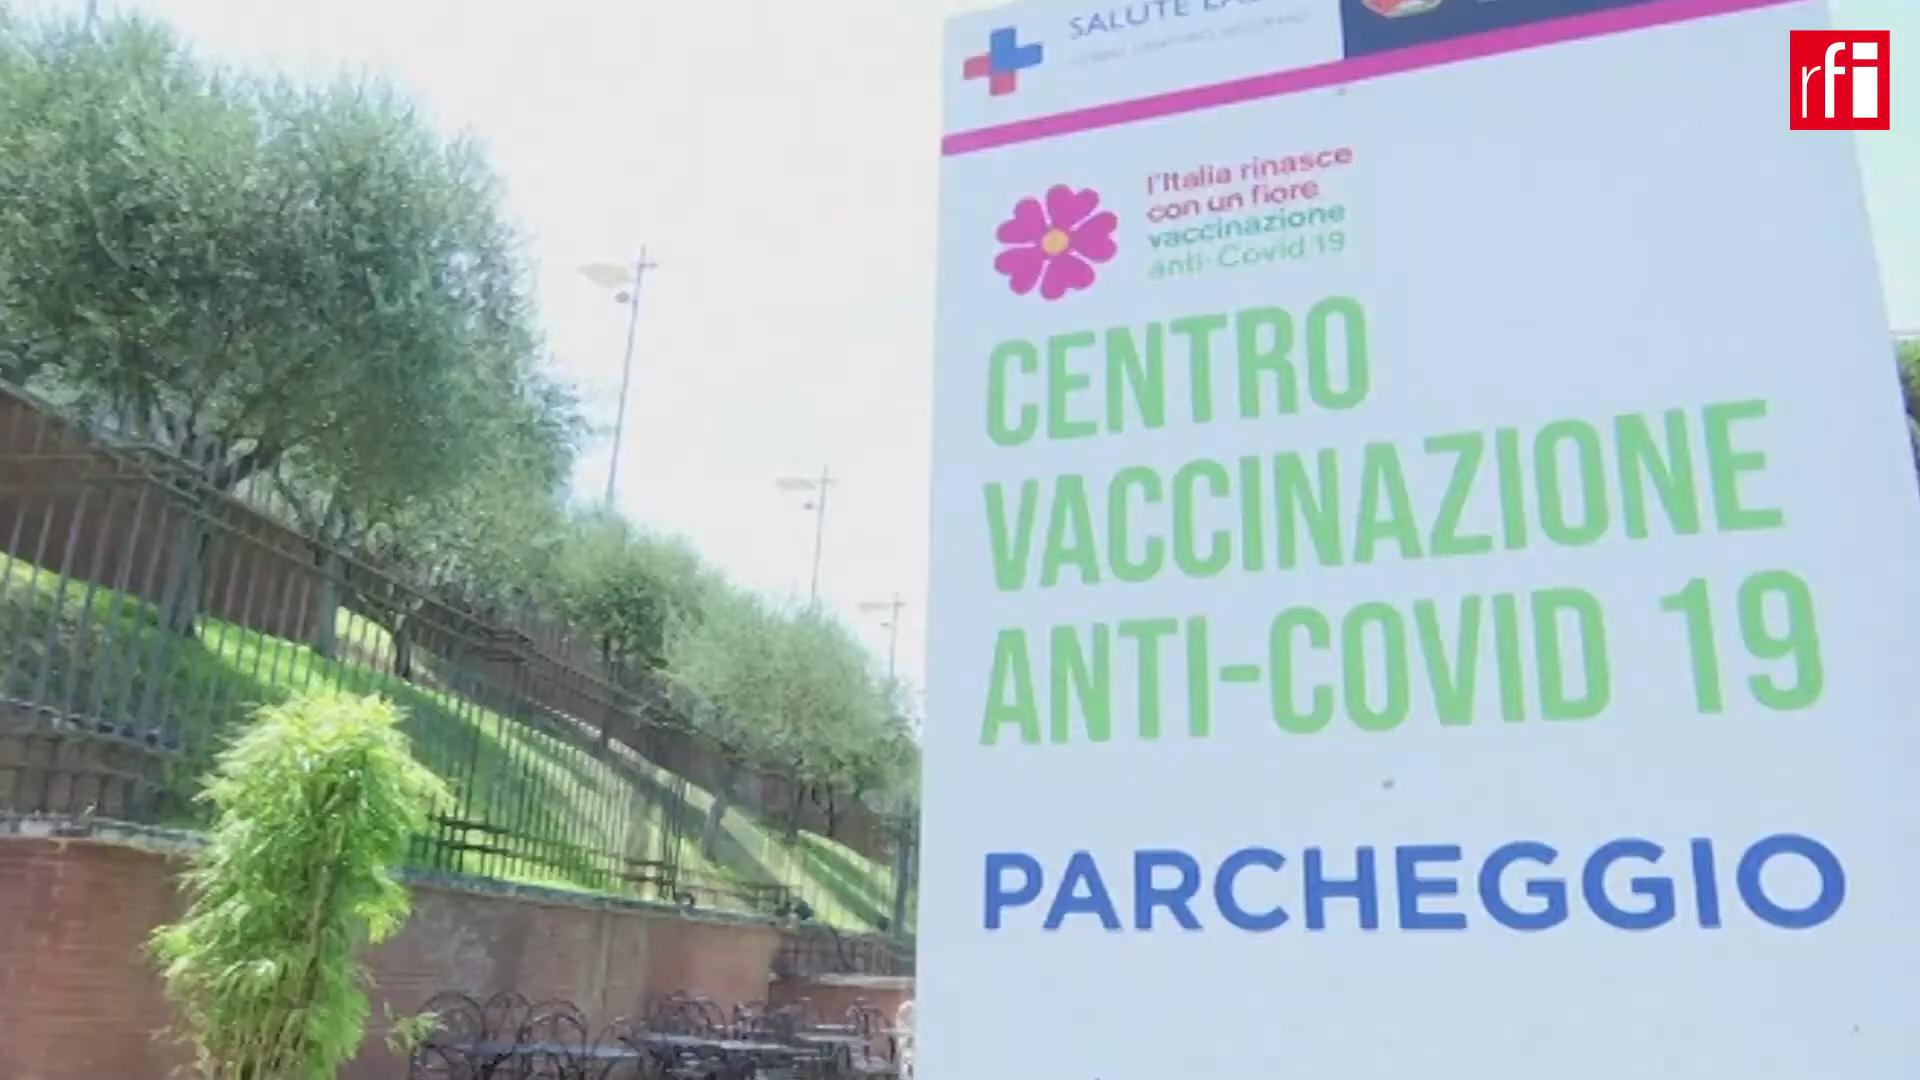 SALUTE
rfi
l'Italia rinasce
con un fiore
vaccinazione
anti-Covid 19
CENTRO
VACCINAZIONE
ANTI-COVID 19
PARCHEGGIO